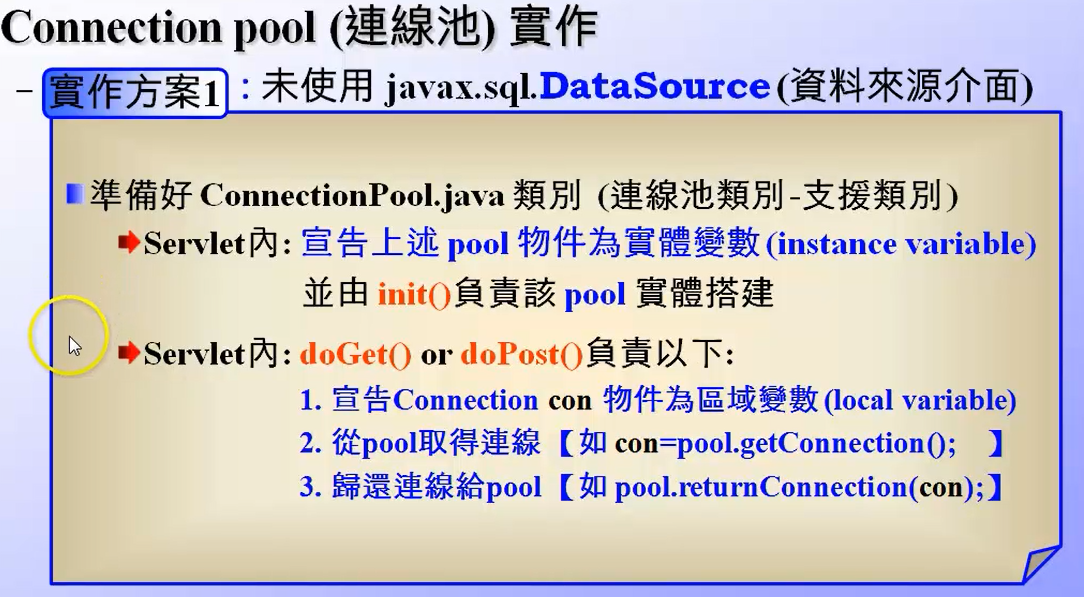 Connection pool (連線池) 實作
– 實作方案1 : 未使用 javax.sql.DataSource (資料來源介面)
準備好 ConnectionPool.java 類別 (連線池類別-支援類別)
Servlet內: 宣告上述 pool 物件為實體變數 (instance variable)
並由 init()負責該 pool 實體搭建
Servlet內: doGet() or doPost()負責以下:
1. 宣告Connection con 物件為區域變數 (local variable)
2. 從pool取得連線【如 con=pool.getConnection(); 】
3. 歸還連線給pool【如 pool.returnConnection(con);】